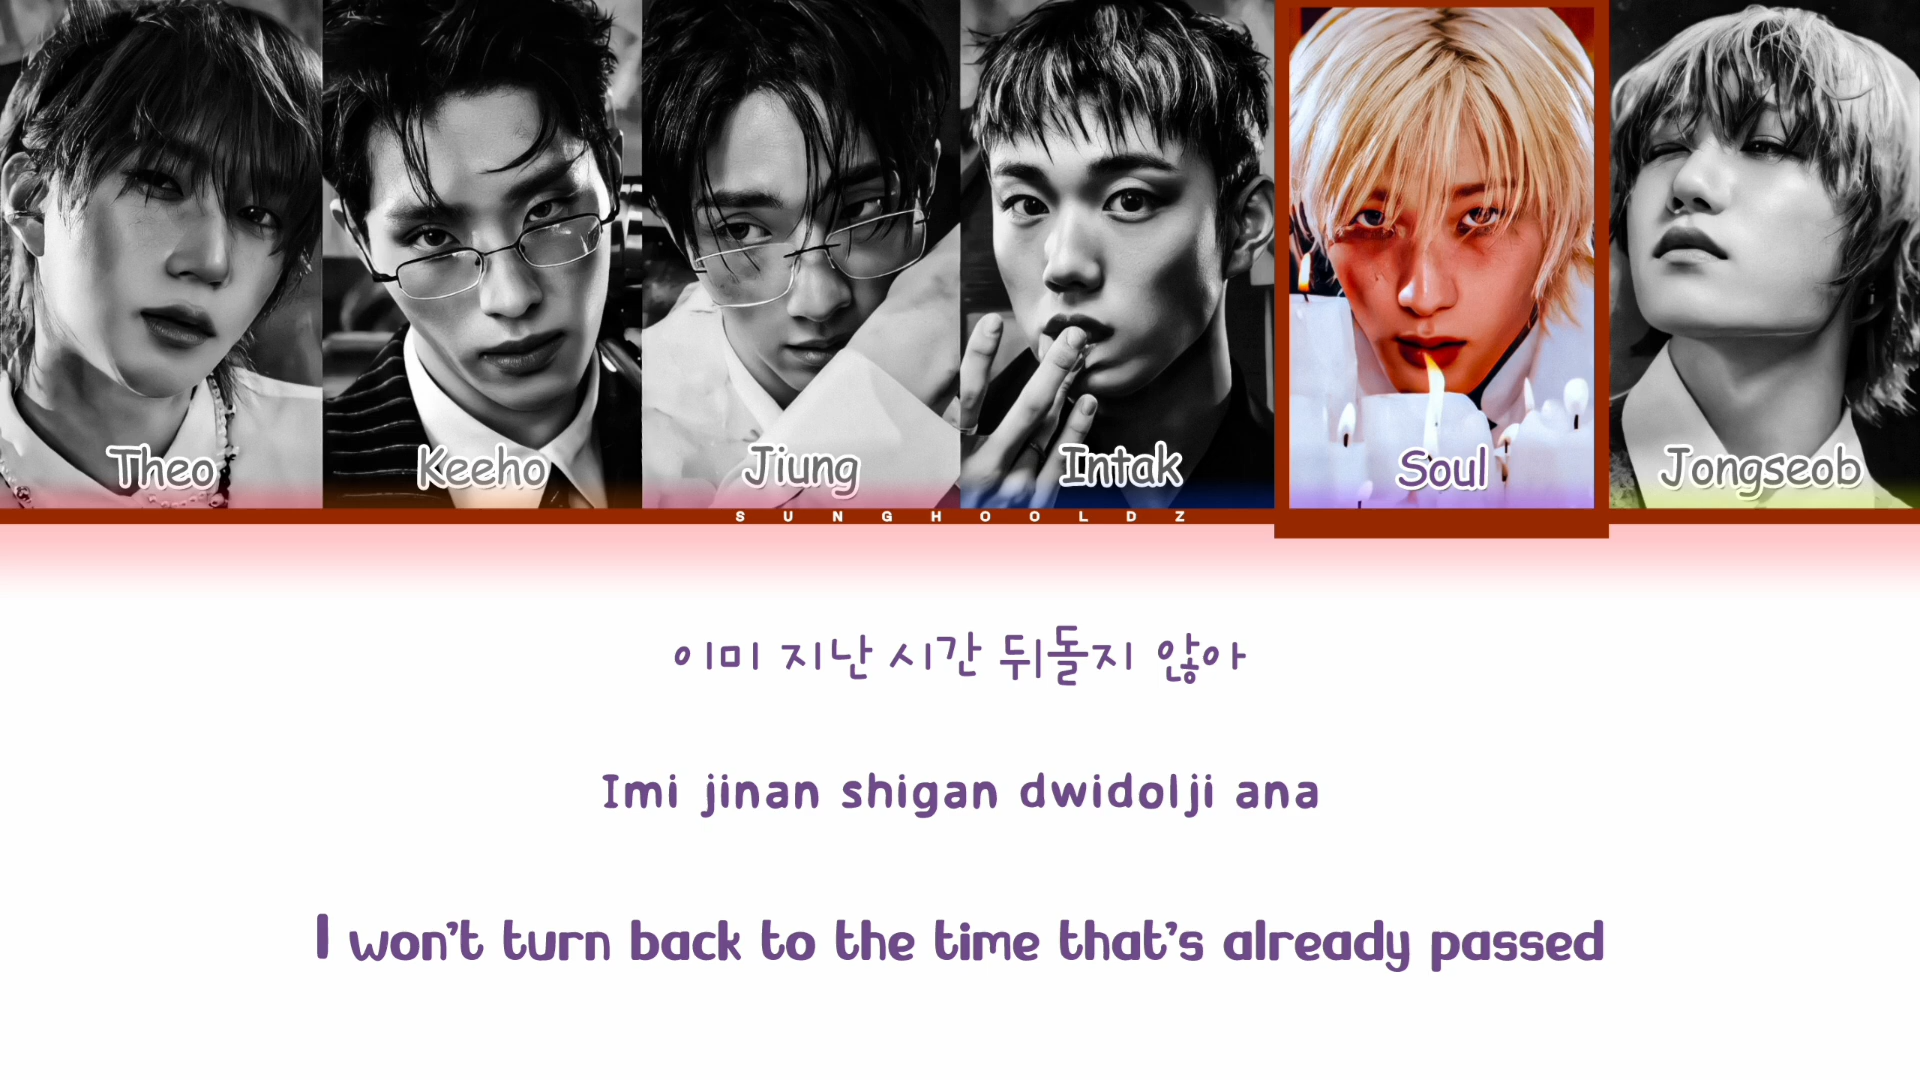 Theo
Keeho
Jiung
Intak
Soul
Jongseob
SUNGHOOLDZ
이미 지난 시간 뒤돌지 않아
Imi jinan shigan dwidolji ana
I won't turn back to the time that's already passed